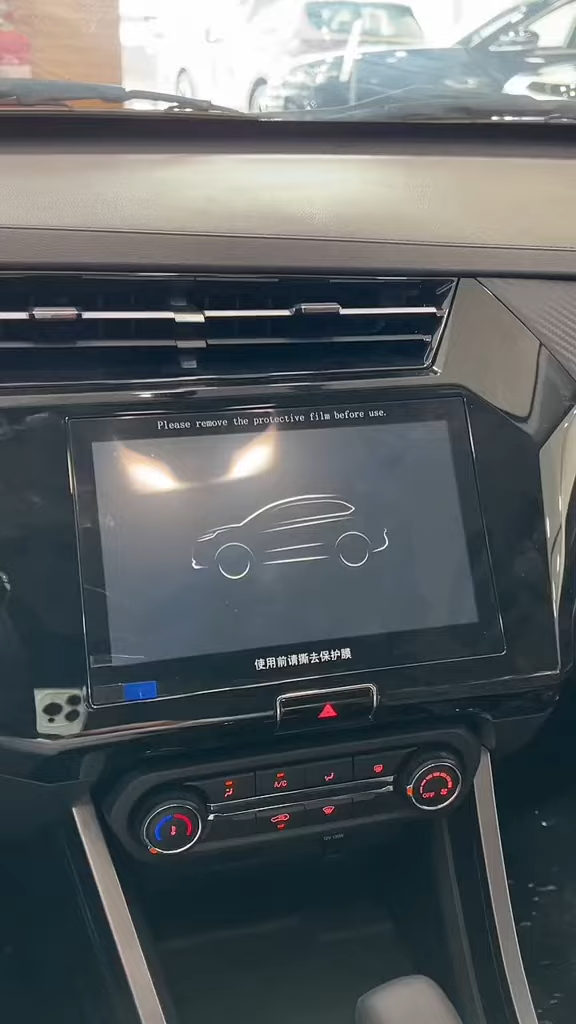 Please remove the protective film before use.
使用前请撕去保护膜
A/C
OFF